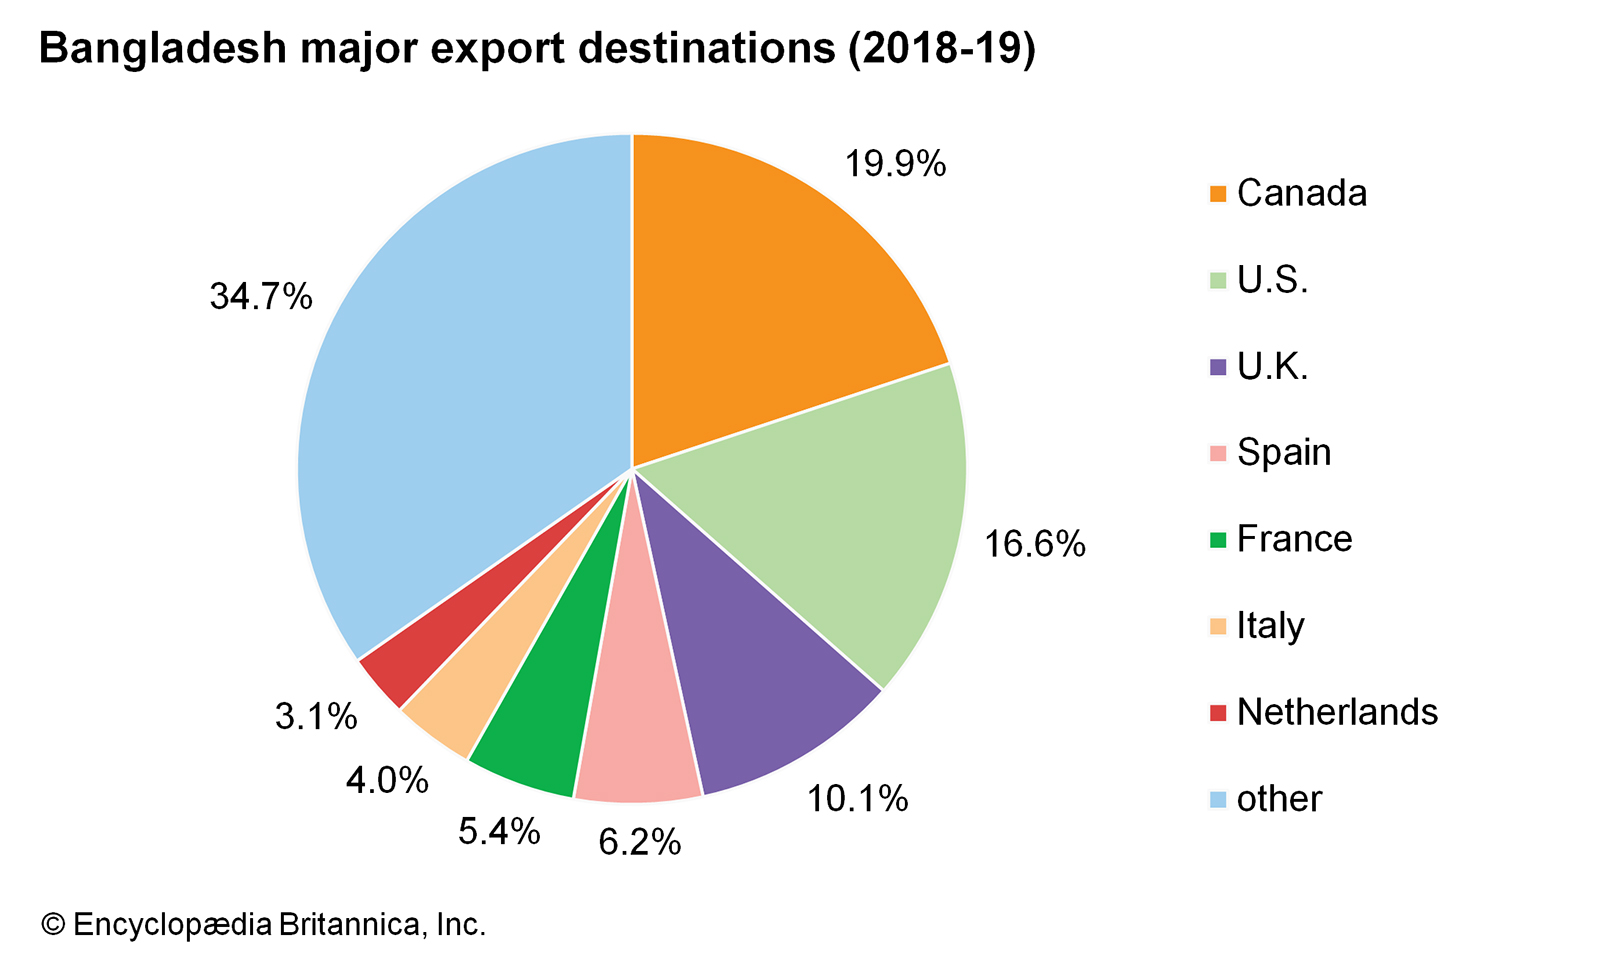 Bangladesh major export destinations (2018-19)
19.9%
34.7%
16.6%
3.1%
4.0%
5.4%
6.2%
10.1%
Canada
U.S.
U.K.
Spain
France
Italy
Netherlands
other
© Encyclopædia Britannica, Inc.